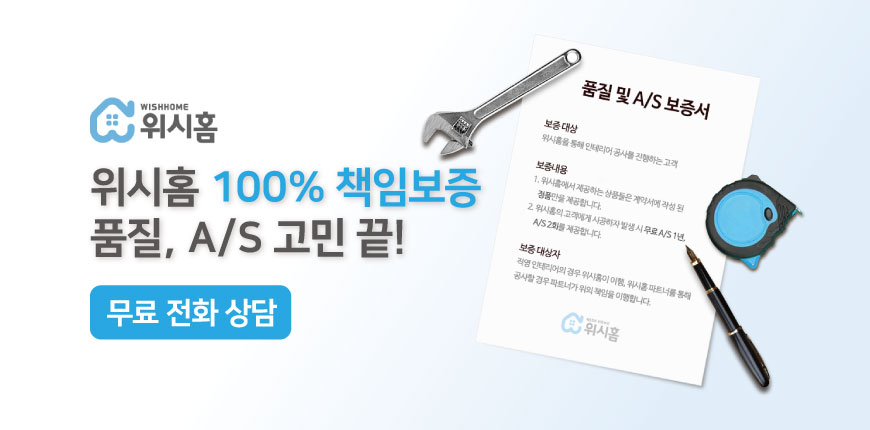 WISHHOME
위시홈
위시홈 100% 책임보증
품질, A/S 고민 끝!
무료 전화 상담
품질 및 A/S 보증서
보증 대상
위시홈을 통해 인테리어 공사를 진행하는 고객
보증내용
1. 위시홈에서 제공하는 상품들은 계약서에 작성 된
정품만을 제공합니다.
2. 위시홈의 고객에게 시공하자 발생 시 무료 A/S 1년,
A/S 2회를 제공합니다.
보증 대상자
직영 인테리어의 경우 위시홈이 이행, 위시홈 파트너를 통해
공사할 경우 파트너가 위의 책임을 이행합니다.
WISHHOME
위시홈